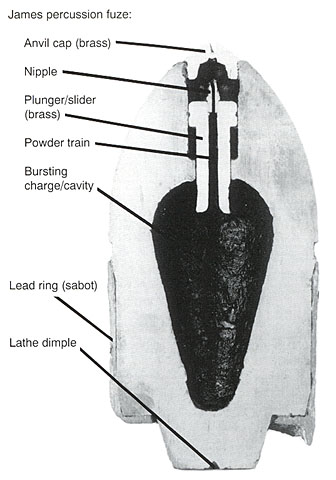 James percussion fuze:
Anvil cap (brass)
Nipple
Plunger/slider
(brass)
Powder train
Bursting
charge/cavity
Lead ring (sabot)
Lathe dimple